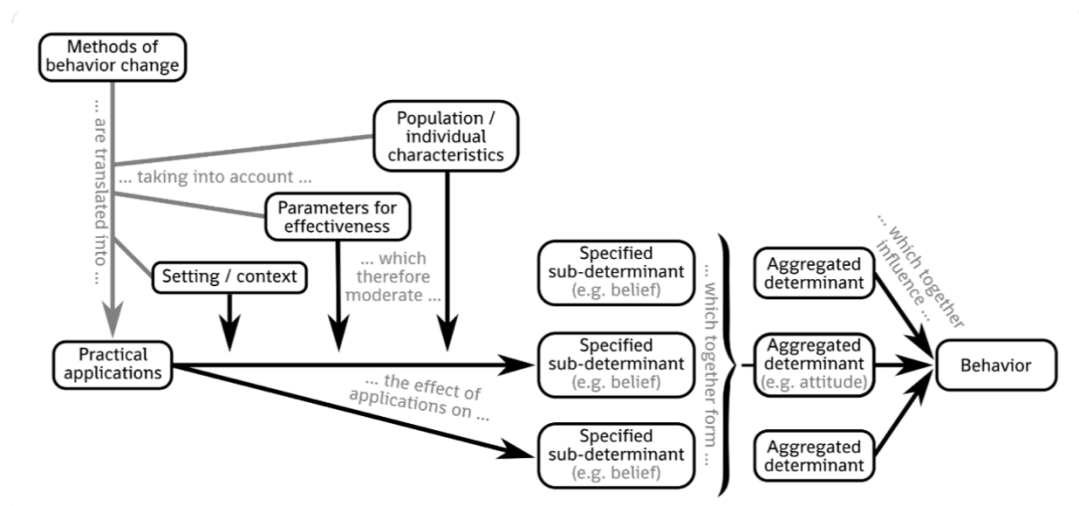 Methods of
behavior change
... are translated into ...
Population /
individual
characteristics
... taking into account ...
Parameters for
effectiveness
Setting / context
... which
therefore
moderate ...
Practical
applications
... the effect of
applications on ...
Specified
sub-determinant
(e.g. belief)
Specified
sub-determinant
(e.g. belief)
Specified
sub-determinant
(e.g. belief)
... which together form ...
Aggregated
determinant
Aggregated
determinant
(e.g. attitude)
Aggregated
determinant
... which together
influence ...
Behavior